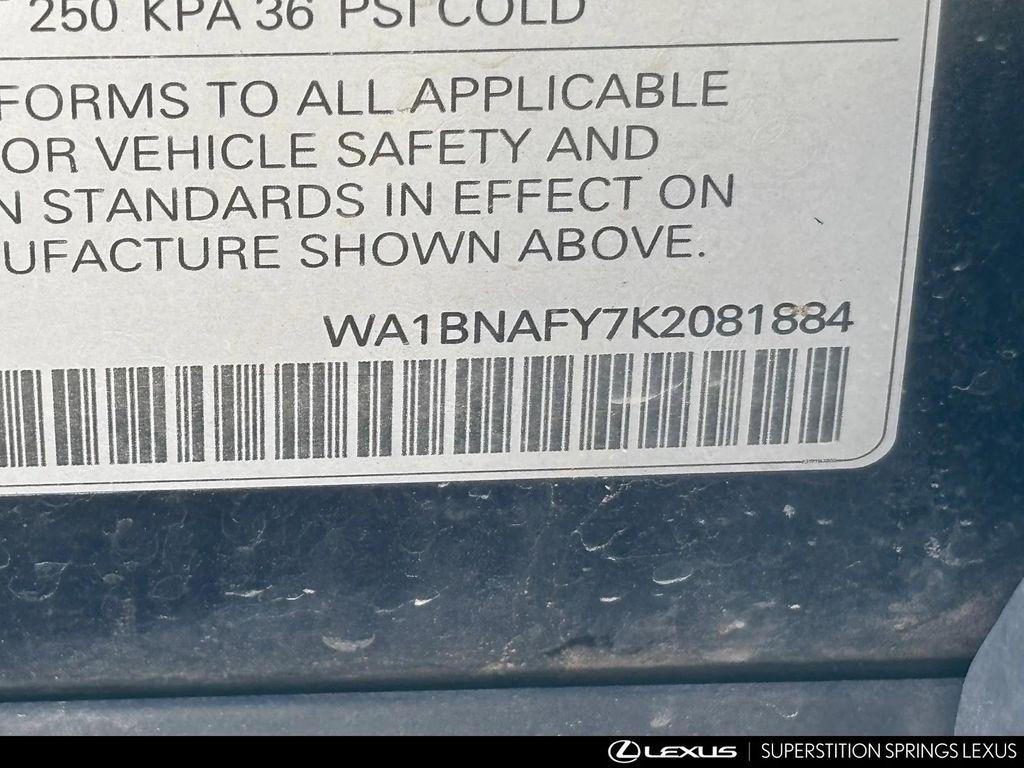 250 KPA 36 PSI COLD
FORMS TO ALL APPLICABLE
OR VEHICLE SAFETY AND
N STANDARDS IN EFFECT ON
UFACTURE SHOWN ABOVE.
WA1BNAFY7K2081884
LEXUS | SUPERSTITION SPRINGS LEXUS